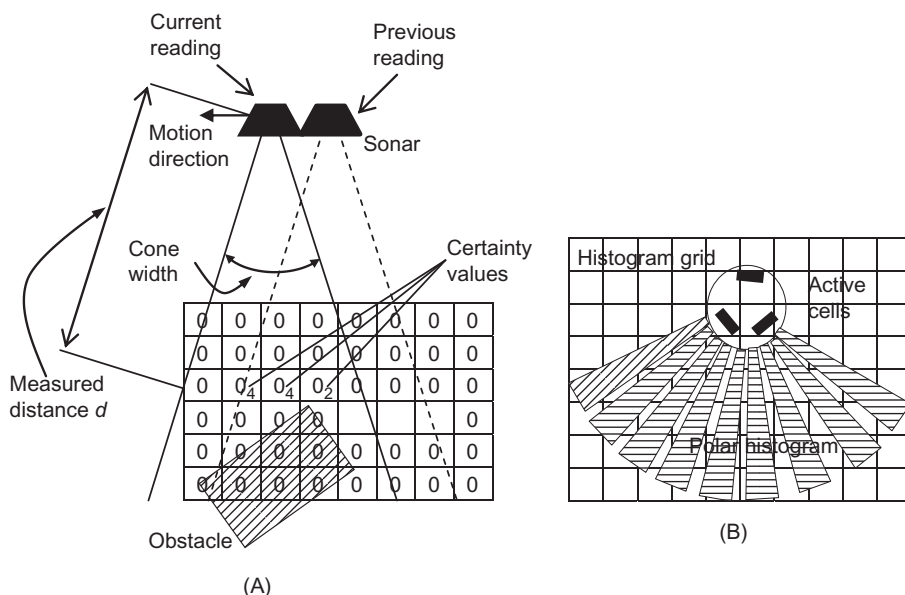 Current
reading
Previous
reading
Motion
direction
Sonar
Cone
width
Certainty
values
0 0 0 0 0 0 0 0
0 0 0 0 0 0 0 0
0 0 4 0 4 0 2 0 0 0 0
0 0 0 0 0
0 0 0 0 0 0 0 0
0 0 0 0 0 0 0 0
Measured
distance d
Obstacle
(A)
Histogram grid
Active
cells
Polar histogram
(B)